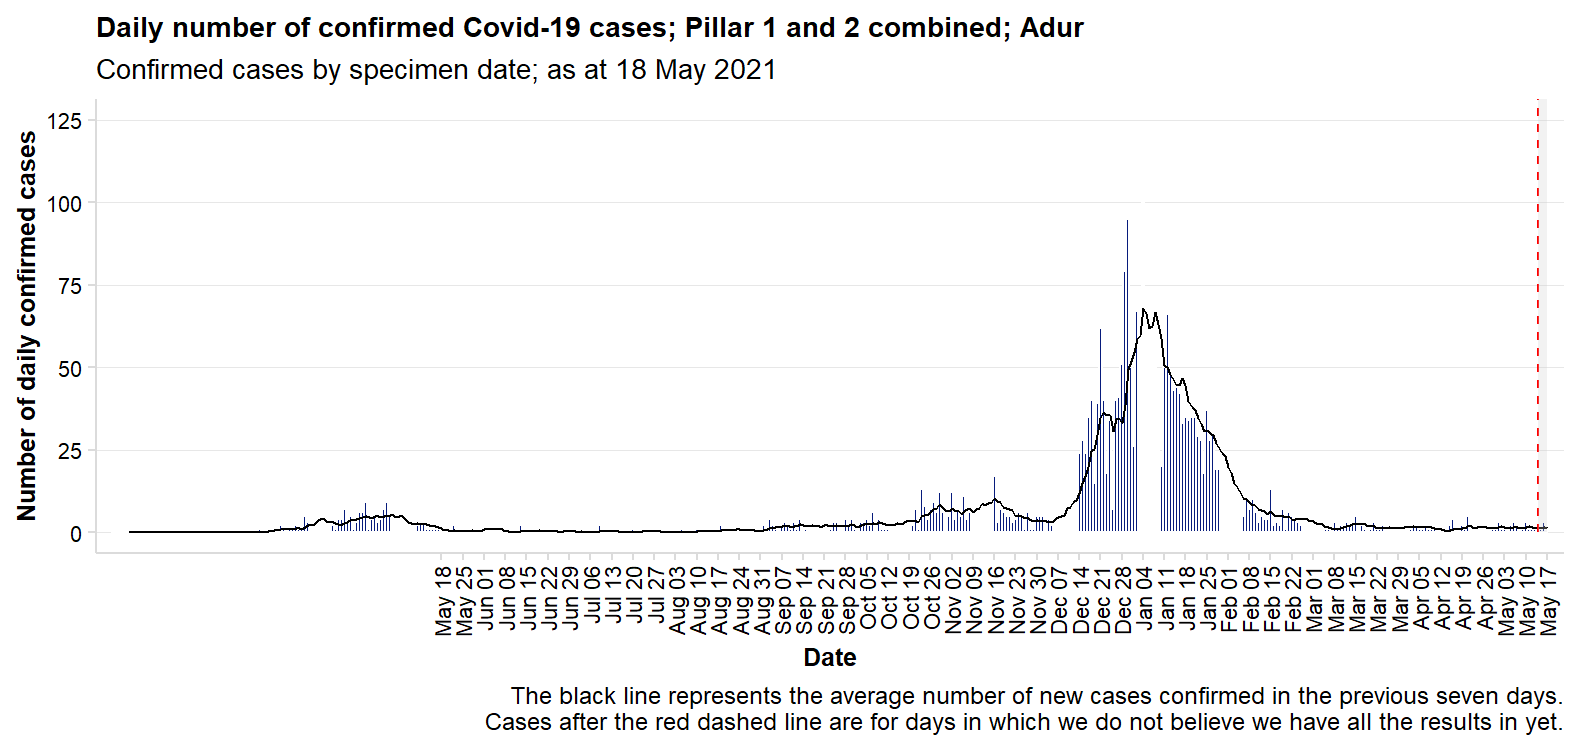 Daily number of confirmed Covid-19 cases; Pillar 1 and 2 combined; Adur
Confirmed cases by specimen date; as at 18 May 2021
Number of daily confirmed cases
125
100
75
50
25
0
May 18
May 25
Jun 01
Jun 08
Jun 15
Jun 22
Jun 29
Jul 06
Jul 13
Jul 20
Jul 27
Aug 03
Aug 10
Aug 17
Aug 24
Aug 31
Sep 07
Sep 14
Sep 21
Sep 28
Oct 05
Oct 12
Oct 19
Oct 26
Nov 02
Nov 09
Nov 16
Nov 23
Nov 30
Dec 07
Dec 14
Dec 21
Dec 28
Jan 04
Jan 11
Jan 18
Jan 25
Feb 01
Feb 08
Feb 15
Feb 22
Mar 01
Mar 08
Mar 15
Mar 22
Mar 29
Apr 05
Apr 12
Apr 19
Apr 26
May 03
May 10
May 17
Date
The black line represents the average number of new cases confirmed in the previous seven days.
Cases after the red dashed line are for days in which we do not believe we have all the results in yet.